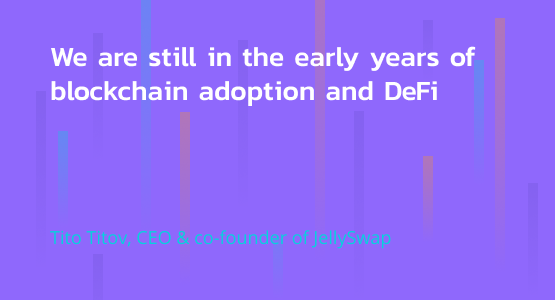 We are still in the early years of
blockchain adoption and DeFi
Tito Titov, CEO & co-founder of JellySwap